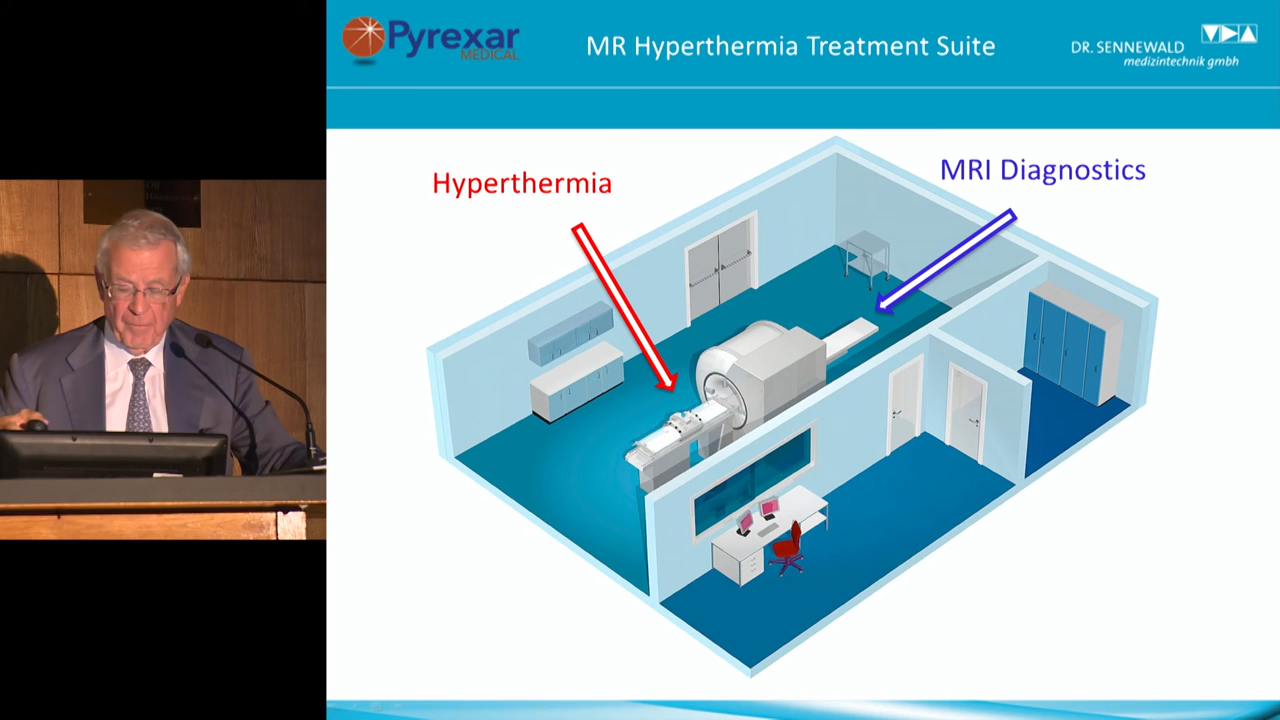 Pyrexar
MEDICAL
MR Hyperthermia Treatment Suite
DR. SENNEWALD
medizintechnik gmbh
Hyperthermia
MRI Diagnostics